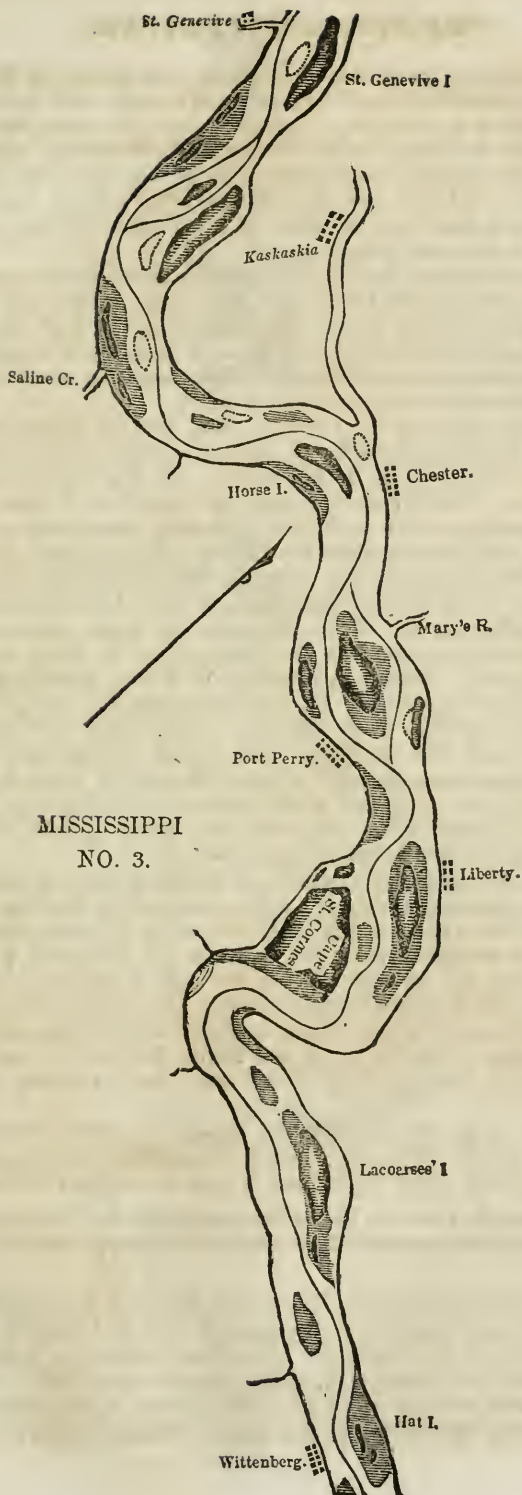 St. Genevive
St. Genevive I
Kaskaskia
Saline Cr.
Chester.
Horse I.
Mary's R.
Port Perry.
MISSISSIPPI
NO. 3.
Liberty.
Cape
St. Cormes
Lacoarses' I
Hat I.
Wittenberg.